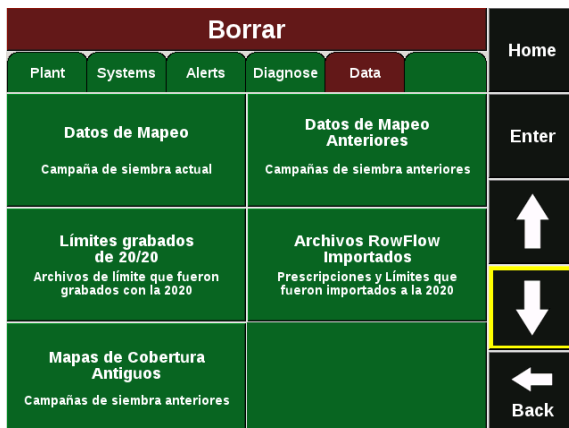 Borrar
Home
Plant
Systems
Alerts
Diagnose
Data
Datos de Mapeo
Campaña de siembra actual
Datos de Mapeo
Anteriores
Campañas de siembra anteriores
Enter
Límites grabados
de 20/20
Archivos de límite que fueron
grabados con la 2020
Archivos RowFlow
Importados
Prescripciones y Límites que
fueron importados a la 2020
Mapas de Cobertura
Antiguos
Campañas de siembra anteriores
Back